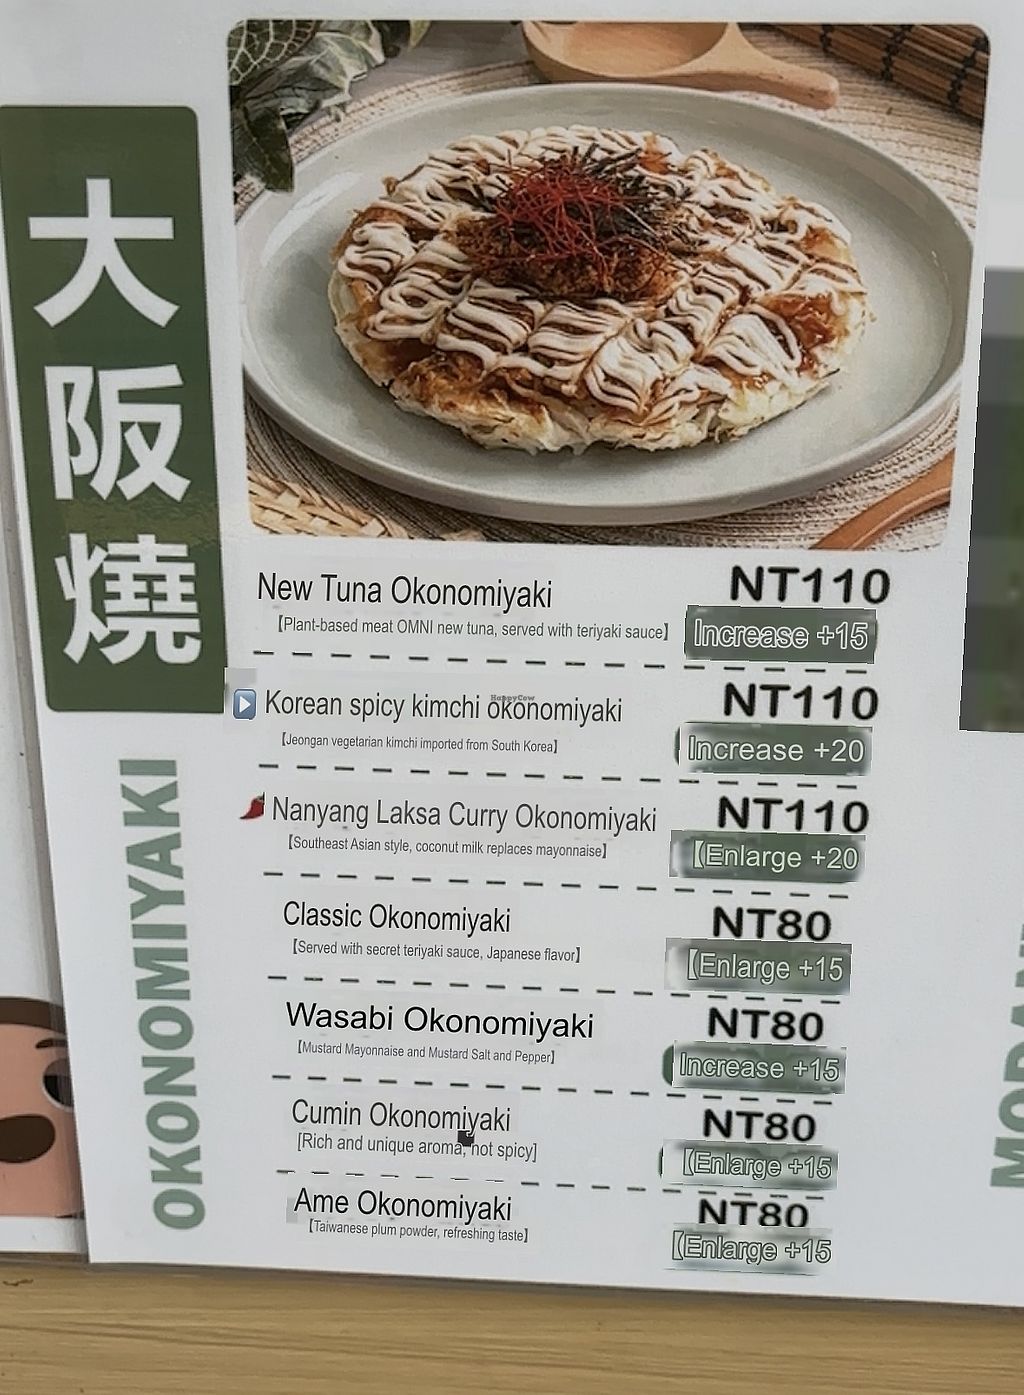 大阪燒
OKONOMIYAKI
New Tuna Okonomiyaki NT110
【Plant-based meat OMNI new tuna, served with teriyaki sauce】 Increase +15
Korean spicy kimchi okonomiyaki NT110
HappyCow
【Jeongan vegetarian kimchi imported from South Korea】 Increase +20
Nanyang Laksa Curry Okonomiyaki NT110
【Southeast Asian style, coconut milk replaces mayonnaise】 【Enlarge +20
Classic Okonomiyaki NT80
【Served with secret teriyaki sauce, Japanese flavor】 【Enlarge +15
Wasabi Okonomiyaki NT80
【Mustard Mayonnaise and Mustard Salt and Pepper】 Increase +15
Cumin Okonomiyaki NT80
[Rich and unique aroma, not spicy] 【Enlarge +15
Ame Okonomiyaki NT80
【Taiwanese plum powder, refreshing taste】 【Enlarge +15